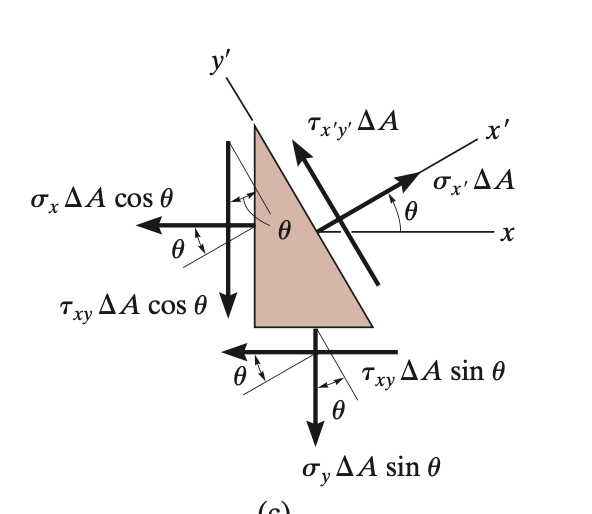 y′
τx′y′ ΔA
x′
σx′ ΔA
σx ΔA cos θ
θ
θ
x
θ
τxy ΔA cos θ
θ
τxy ΔA sin θ
θ
σy ΔA sin θ
(c)